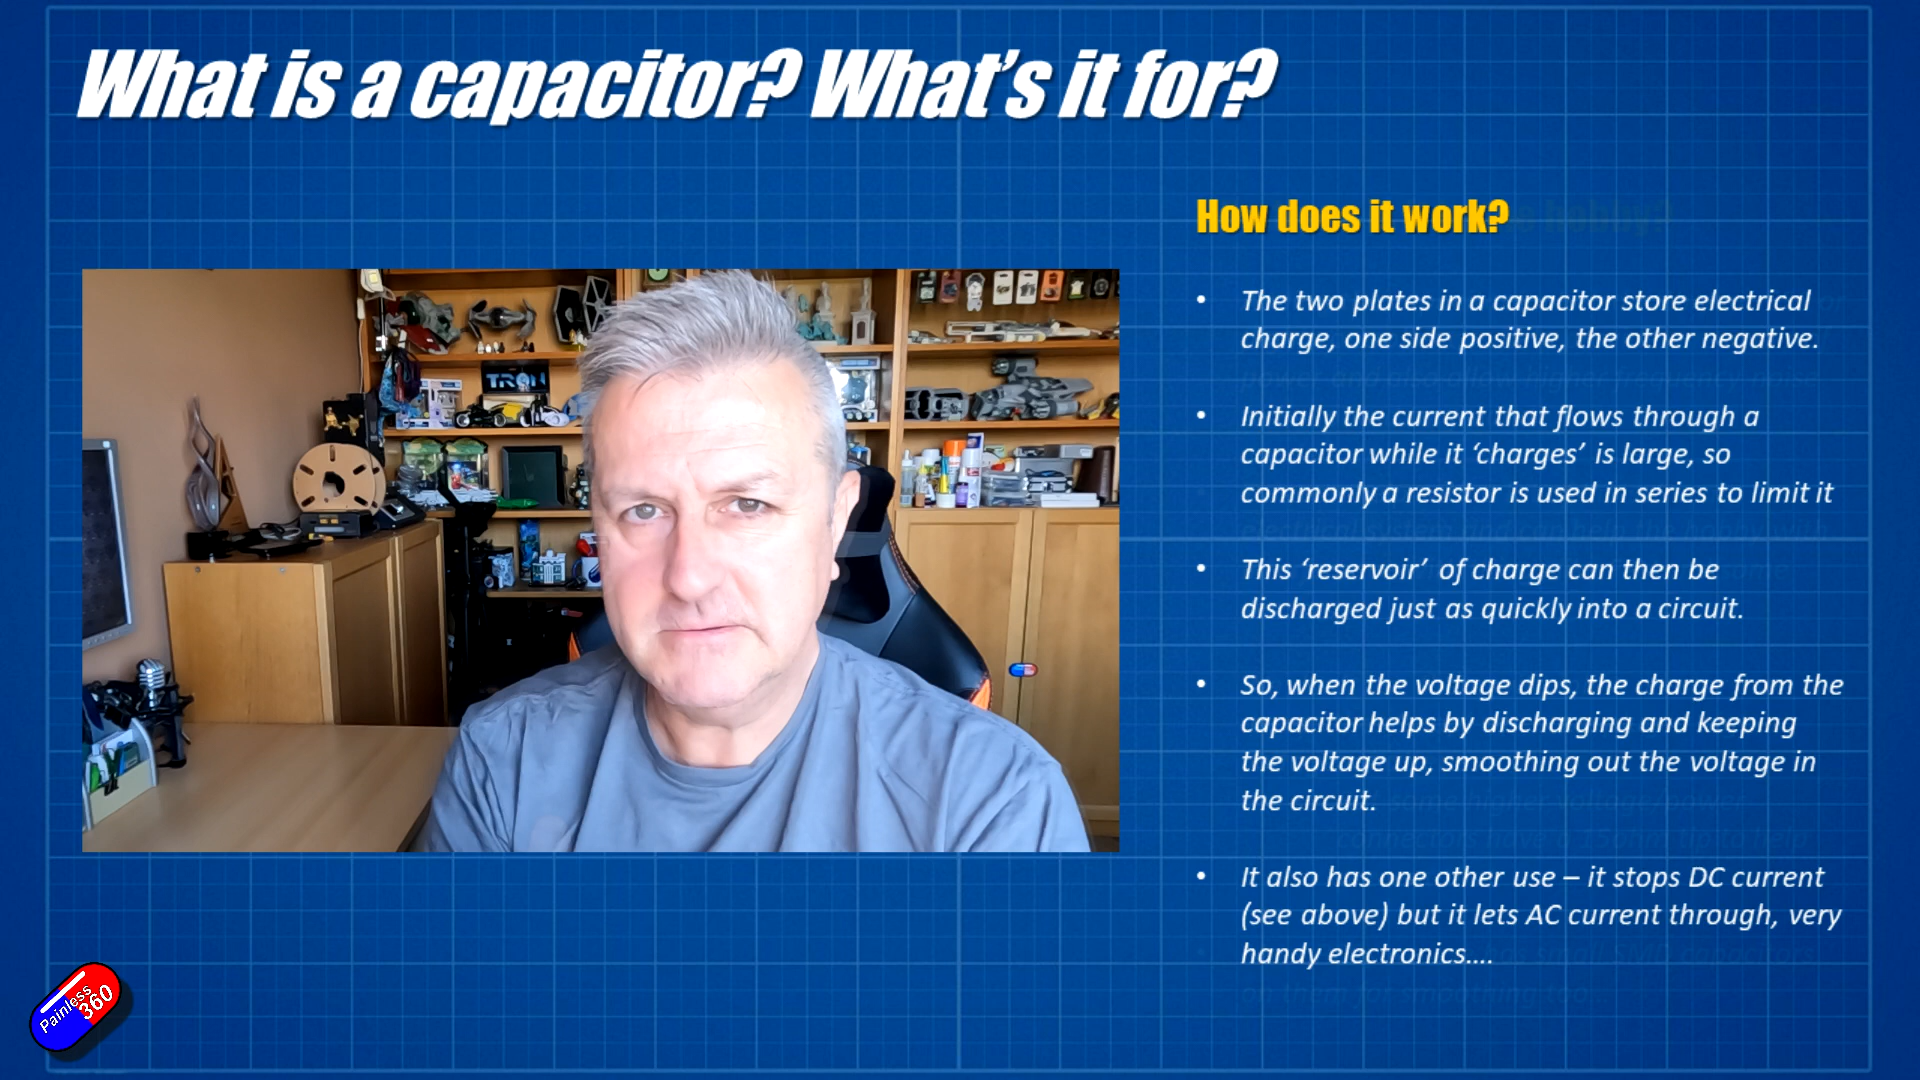 What is a capacitor? What's it for?
How does it work?
• The two plates in a capacitor store electrical
charge, one side positive, the other negative.
• Initially the current that flows through a
capacitor while it ‘charges’ is large, so
commonly a resistor is used in series to limit it
• This ‘reservoir’ of charge can then be
discharged just as quickly into a circuit.
• So, when the voltage dips, the charge from the
capacitor helps by discharging and keeping
the voltage up, smoothing out the voltage in
the circuit.
• It also has one other use – it stops DC current
(see above) but it lets AC current through, very
handy electronics....
TRON
Painless
360